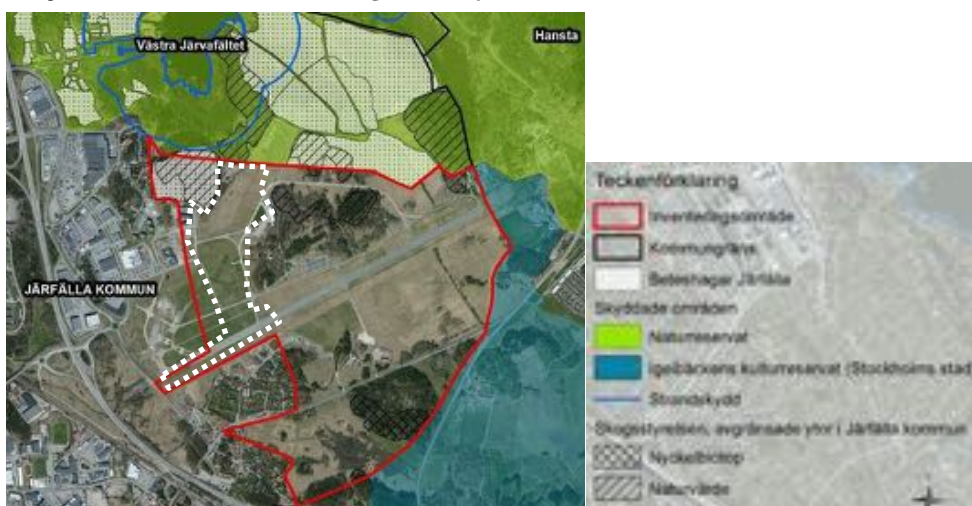 Västra Järvafältet
Hansta
JÄRFÄLLA KOMMUN
Teckenförklaring
Inventeringsområde
Kommungräns
Beteshagar Järfälla
Skyddade områden
Naturreservat
Igelbäckens kulturreservat (Stockholms stad
Strandskydd
Skogsstyrelsen, avgränsade ytor i Järfälla kommun
Nyckelbiotop
Naturvärde